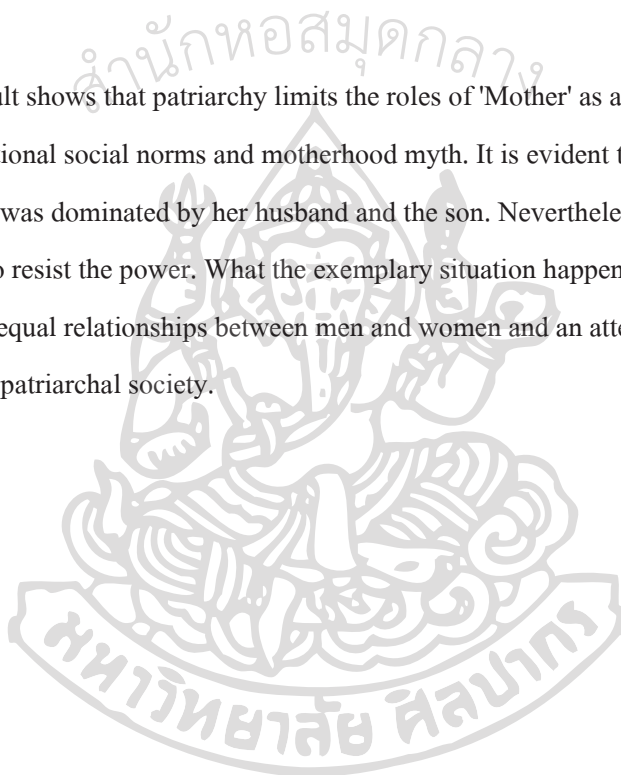 สำนักหอสมุดกลาง
ult shows that patriarchy limits the roles of 'Mother' as a
tional social norms and motherhood myth. It is evident t
was dominated by her husband and the son. Neverthele
o resist the power. What the exemplary situation happen
equal relationships between men and women and an atte
patriarchal society.
มหาวิทยาลัย ศิลปากร